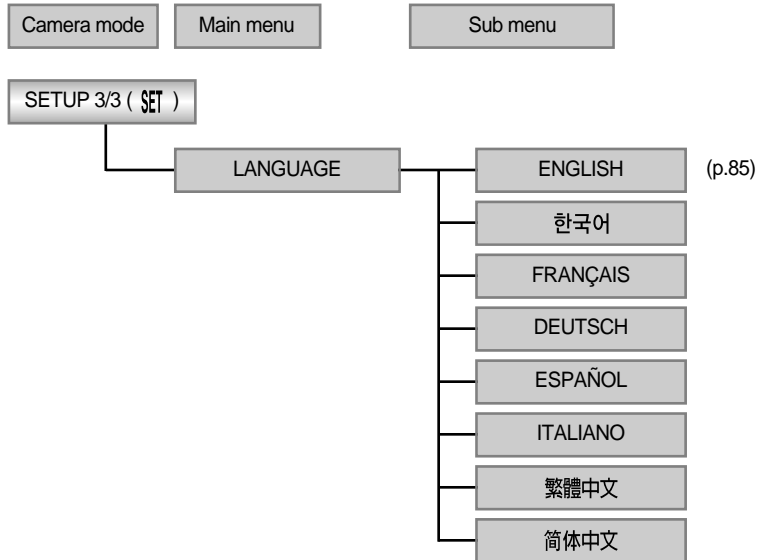 Camera mode Main menu Sub menu
SETUP 3/3 ( SET )
LANGUAGE ENGLISH (p.85)
한국어
FRANÇAIS
DEUTSCH
ESPAÑOL
ITALIANO
繁體中文
简体中文